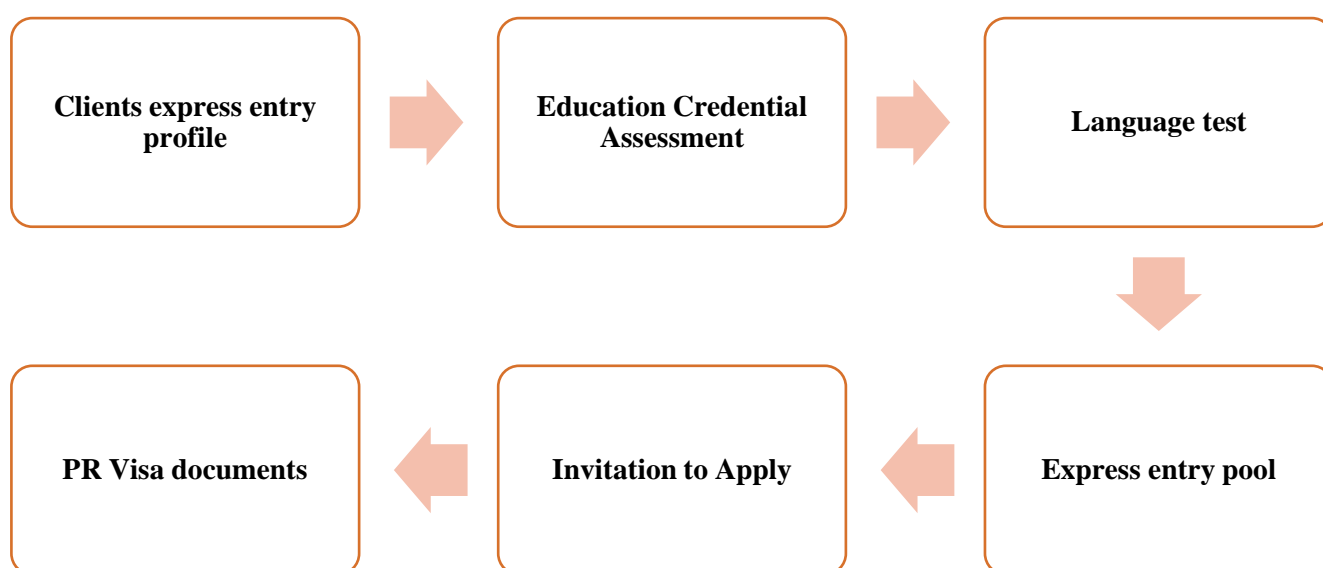 Clients express entry
profile
Education Credential
Assessment
Language test
Express entry pool
Invitation to Apply
PR Visa documents